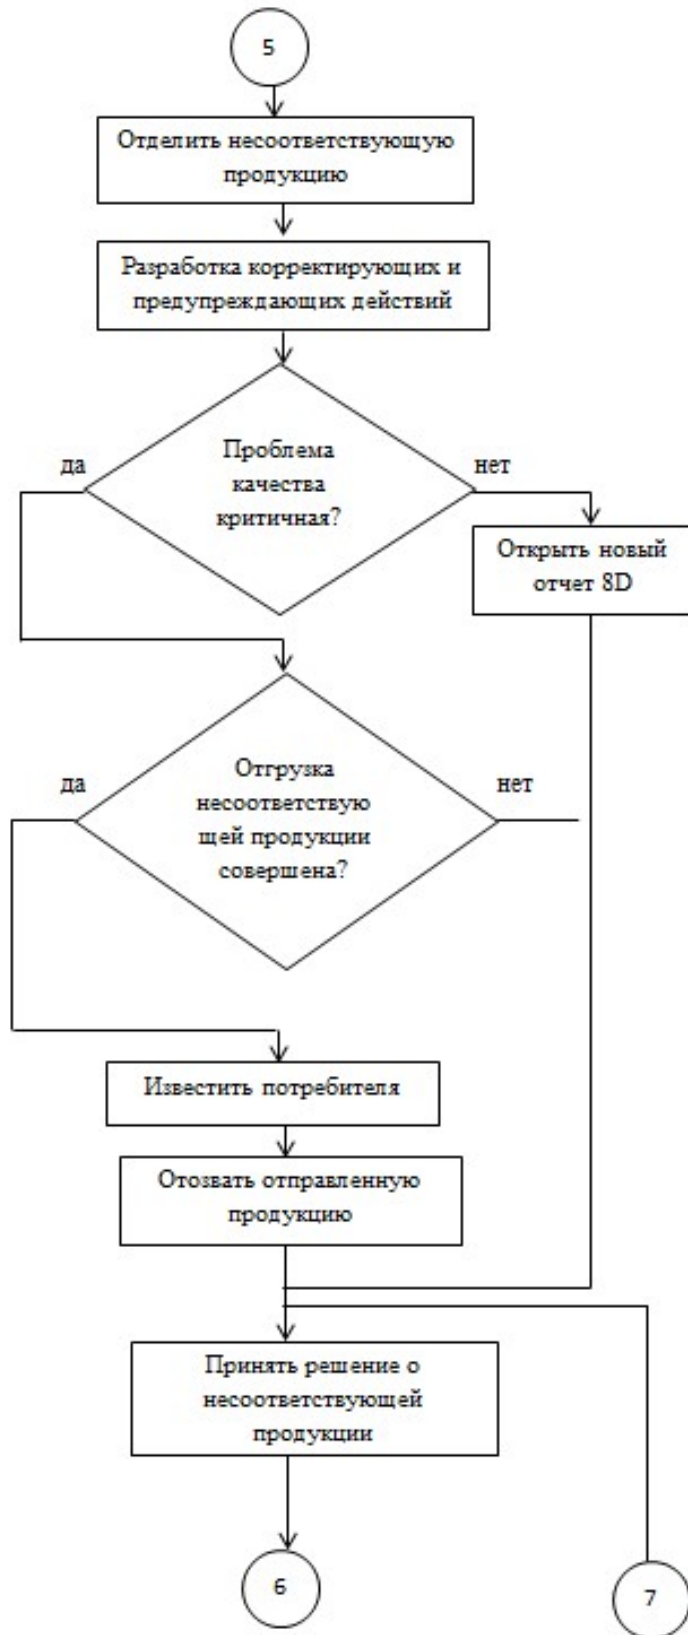 5
Отделить несоответствующую
продукцию
Разработка корректирующих и
предупреждающих действий
Проблема
качества
критичная?
да
нет
Открыть новый
отчет 8D
Отгрузка
несоответствую
щей продукции
совершена?
да
нет
Известить потребителя
Отозвать отправленную
продукцию
Принять решение о
несоответствующей
продукции
6
7